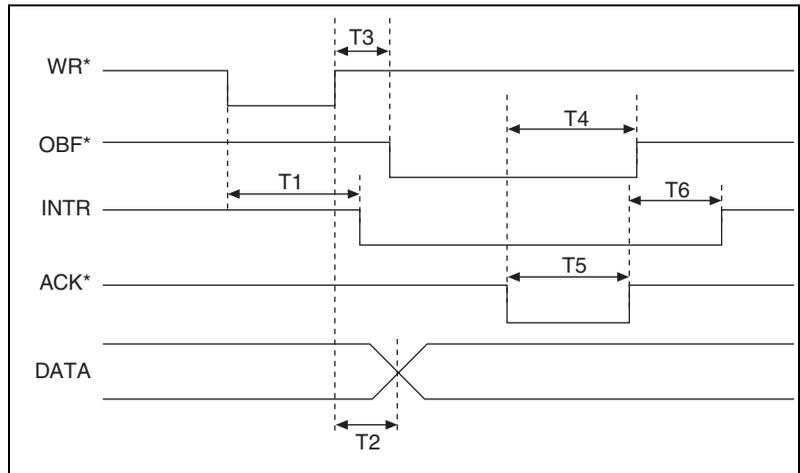 T3
WR*
T4
OBF*
T1
T6
INTR
T5
ACK*
DATA
T2